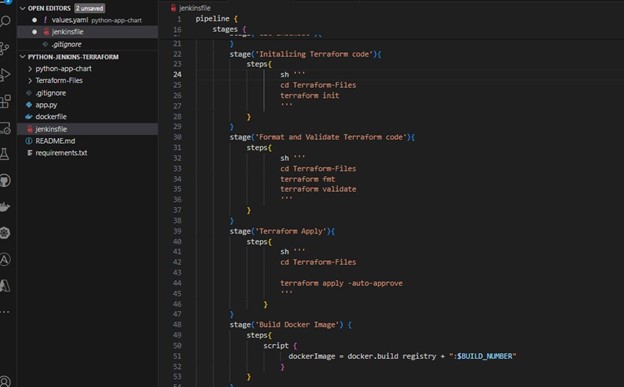 OPEN EDITORS 2 unsaved
! values.yaml python-app-chart
jenkinsfile
.gitignore
PYTHON-JENKINS-TERRAFORM
> python-app-chart
> Terraform-Files
.gitignore
app.py
dockerfile
jenkinsfile
README.md
requirements.txt
jenkinsfile
1 pipeline {
16 stages {
21 }
22 stage('Initalizing Terraform code'){
23 steps{
24 sh '''
25 cd Terraform-Files
26 terraform init
27 '''
28 }
29 }
30 stage('Format and Validate Terraform code'){
31 steps{
32 sh '''
33 cd Terraform-Files
34 terraform fmt
35 terraform validate
36 '''
37 }
38 }
39 stage('Terraform Apply'){
40 steps{
41 sh '''
42 cd Terraform-Files
43
44 terraform apply -auto-approve
45 '''
46 }
47 }
48 stage('Build Docker Image') {
49 steps{
50 script {
51 dockerImage = docker.build registry + ":$BUILD_NUMBER"
52 }
53 }
54 }